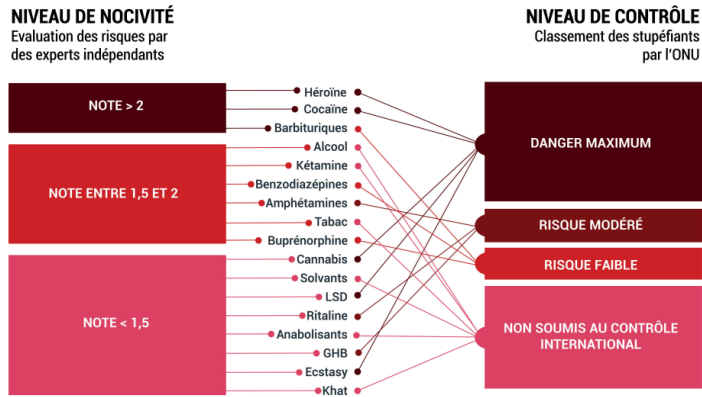 NIVEAU DE NOCIVITÉ
Evaluation des risques par
des experts indépendants
NIVEAU DE CONTRÔLE
Classement des stupéfiants
par l'ONU
NOTE > 2
NOTE ENTRE 1,5 ET 2
NOTE < 1,5
Héroïne
Cocaïne
Barbituriques
Alcool
Kétamine
Benzodiazépines
Amphétamines
Tabac
Buprénorphine
Cannabis
Solvants
LSD
Ritaline
Anabolisants
GHB
Ecstasy
Khat
DANGER MAXIMUM
RISQUE MODÉRÉ
RISQUE FAIBLE
NON SOUMIS AU CONTRÔLE
INTERNATIONAL